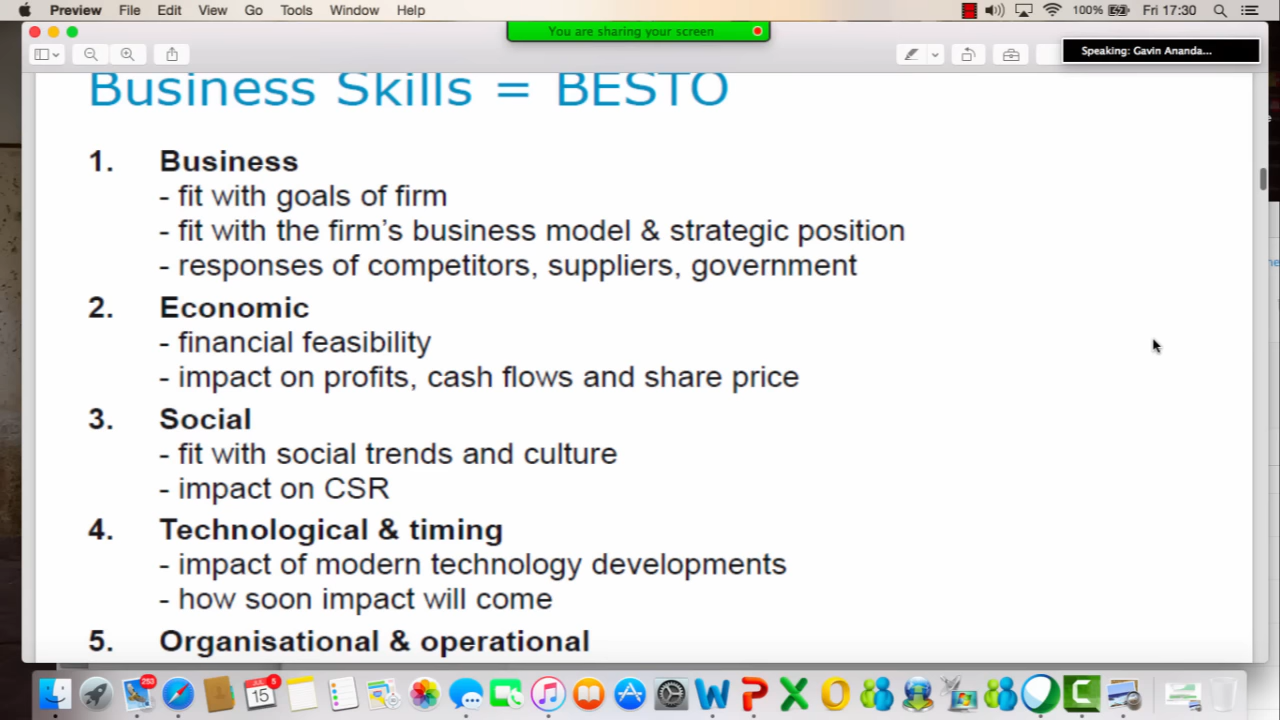 Preview File Edit View Go Tools Window Help 100% Fri 17:30
You are sharing your screen
Speaking: Gavin Ananda...
Business Skills = BESTO
1. Business
- fit with goals of firm
- fit with the firm's business model & strategic position
- responses of competitors, suppliers, government
2. Economic
- financial feasibility
- impact on profits, cash flows and share price
3. Social
- fit with social trends and culture
- impact on CSR
4. Technological & timing
- impact of modern technology developments
- how soon impact will come
5. Organisational & operational
253
5
15